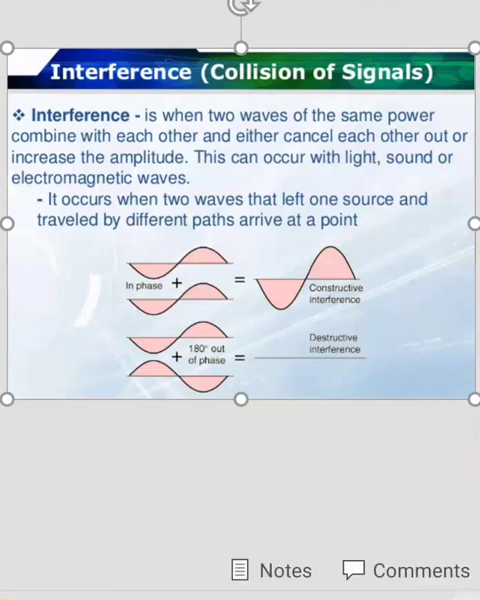 Interference (Collision of Signals)
❖ Interference - is when two waves of the same power
combine with each other and either cancel each other out or
increase the amplitude. This can occur with light, sound or
electromagnetic waves.
- It occurs when two waves that left one source and
traveled by different paths arrive at a point
In phase + =
Constructive
interference
180° out
of phase
+ =
Destructive
interference
Notes
Comments